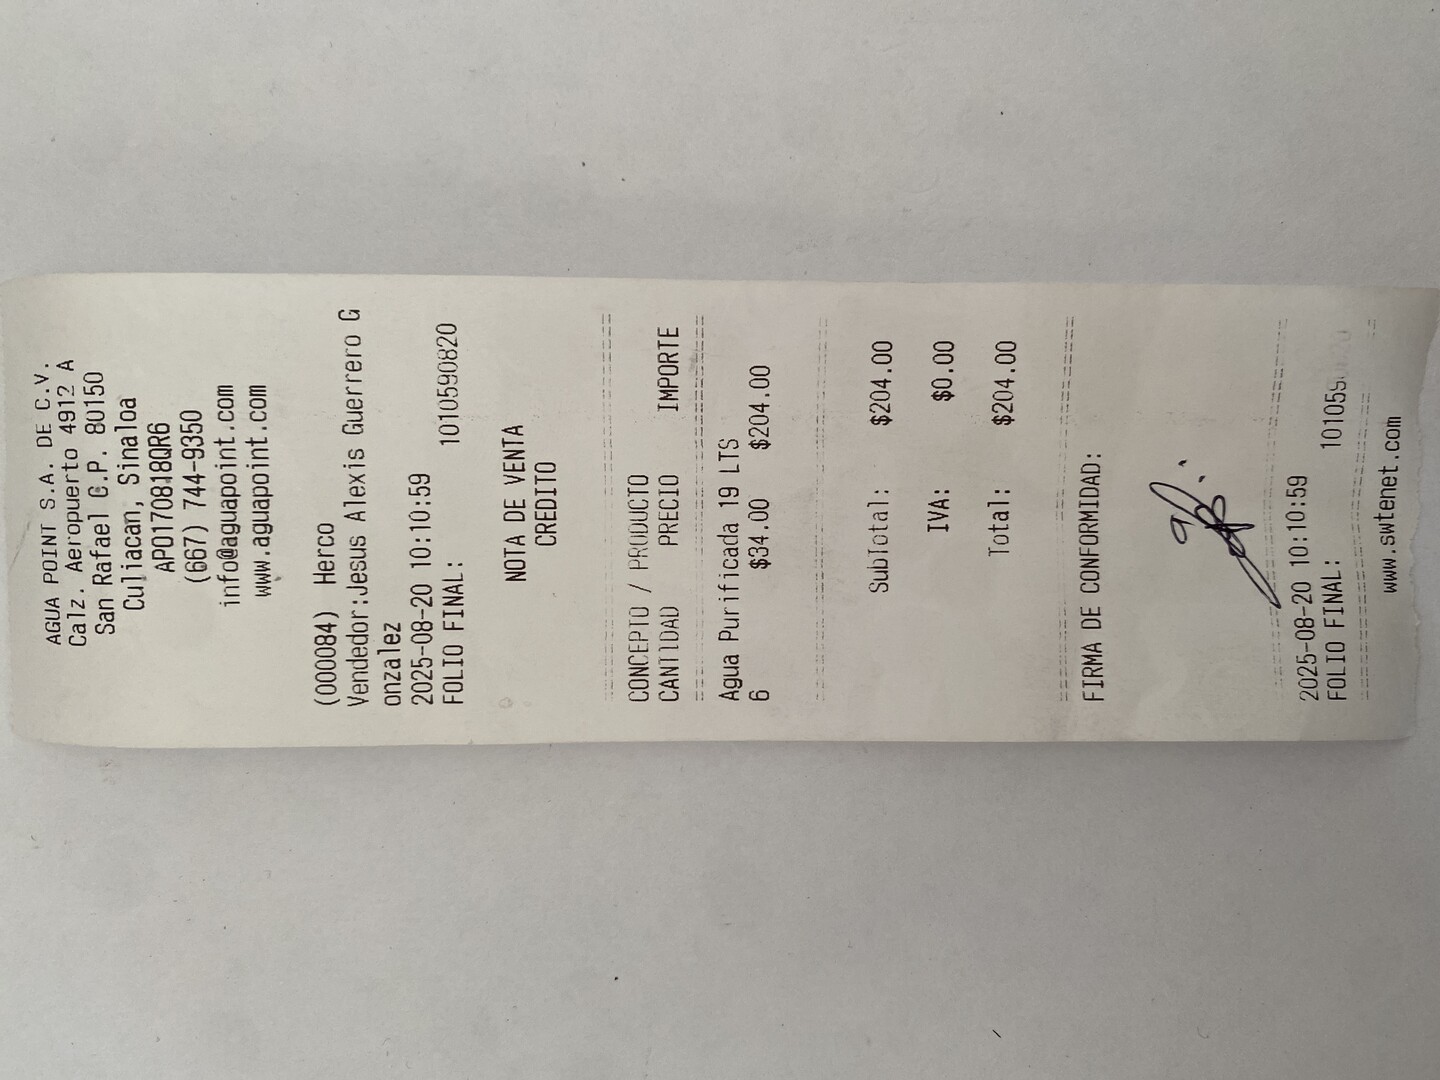 AGUA POINT S.A. DE C.V.
Calz. Aeropuerto 4912 A
San Rafael C.P. 80150
Culiacan, Sinaloa
APO170818QR6
(667) 744-9350
info@aguapoint.com
www.aguapoint.com
(000084) Herco
Vendedor:Jesus Alexis Guerrero G
onzalez
2025-08-20 10:10:59
FOLIO FINAL: 1010590820
NOTA DE VENTA
CREDITO
CONCEPTO / PRODUCTO
CANTIDAD PRECIO IMPORTE
Agua Purificada 19 LTS
6 $34.00 $204.00
SubTotal: $204.00
IVA: $0.00
Total: $204.00
FIRMA DE CONFORMIDAD:
2025-08-20 10:10:59
FOLIO FINAL:
www.swtenet.com